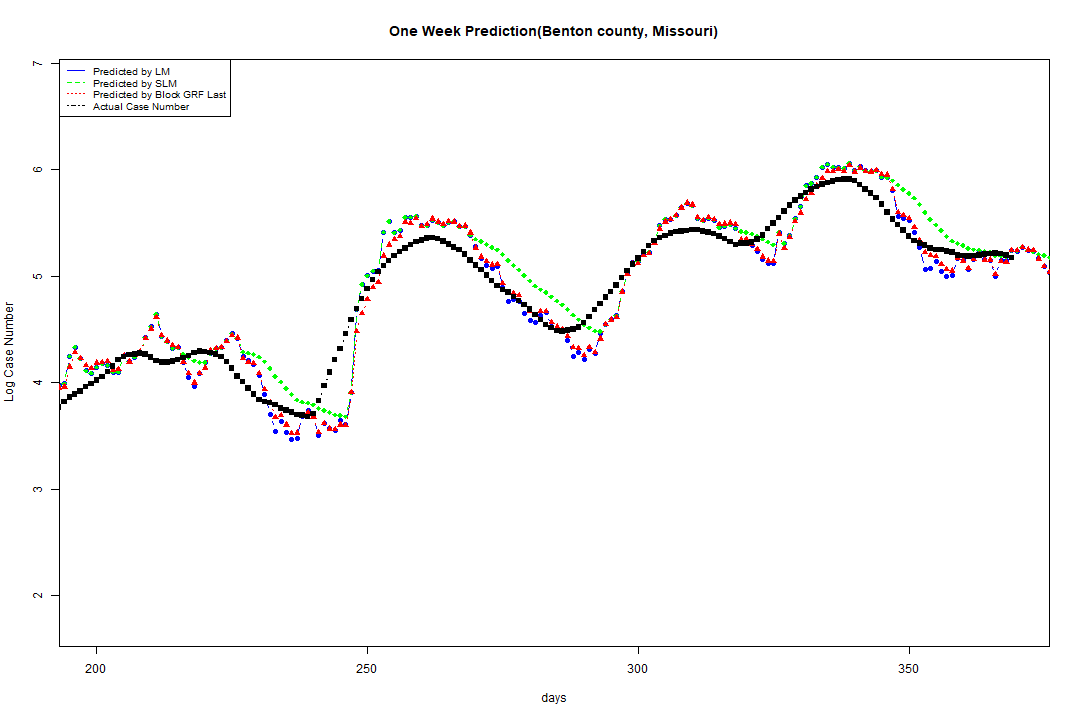 One Week Prediction(Benton county, Missouri)
Predicted by LM
Predicted by SLM
Predicted by Block GRF Last
Actual Case Number
7
6
5
4
3
2
Log Case Number
200
250
300
350
days